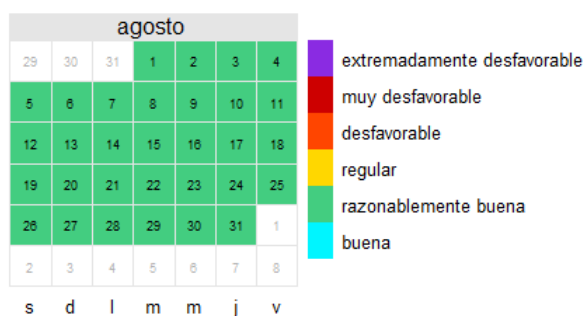 agosto
29 30 31 1 2 3 4
5 6 7 8 9 10 11
12 13 14 15 16 17 18
19 20 21 22 23 24 25
26 27 28 29 30 31 1
2 3 4 5 6 7 8
s d l m m j v
extremadamente desfavorable
muy desfavorable
desfavorable
regular
razonablemente buena
buena